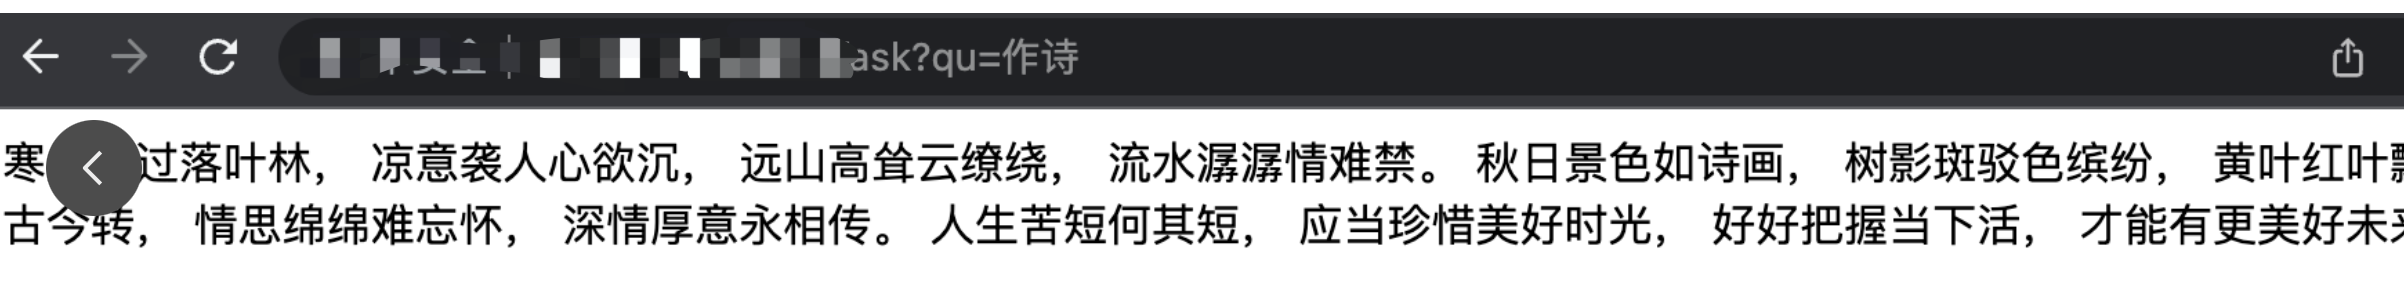 ask?qu=作诗
寒 过落叶林， 凉意袭人心欲沉， 远山高耸云缭绕， 流水潺潺情难禁。 秋日景色如诗画， 树影斑驳色缤纷， 黄叶红叶
古今转， 情思绵绵难忘怀， 深情厚意永相传。 人生苦短何其短， 应当珍惜美好时光， 好好把握当下活， 才能有更美好未